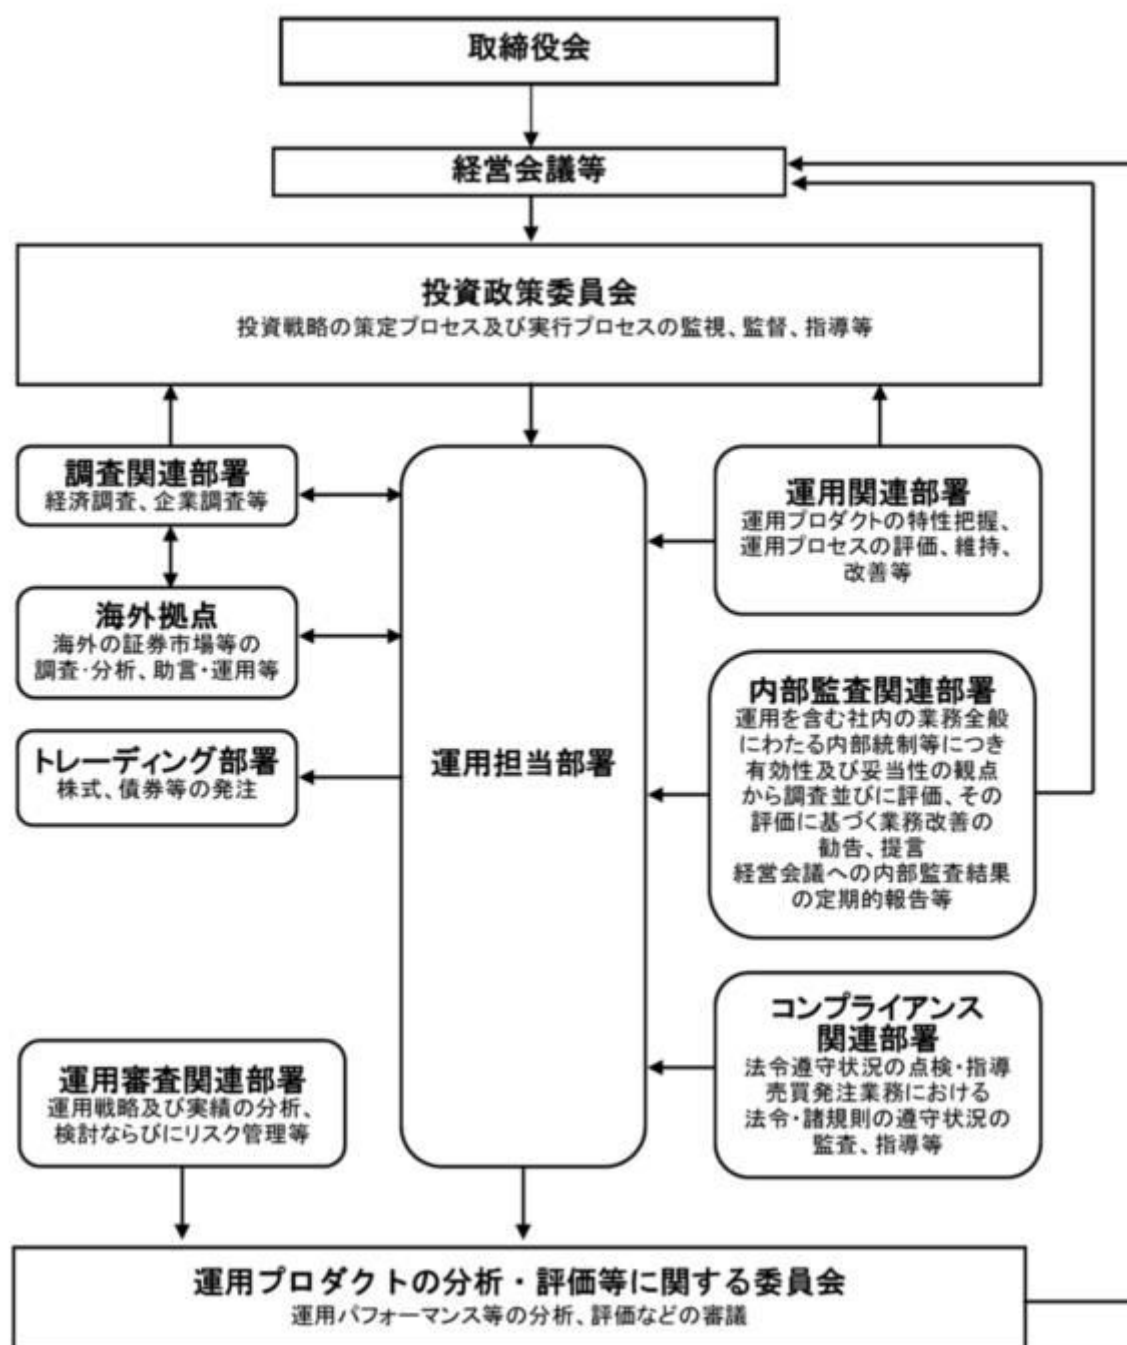 取締役会
経営会議等
投資政策委員会
投資戦略の策定プロセス及び実行プロセスの監視、監督、指導等
調査関連部署
経済調査、企業調査等
海外拠点
海外の証券市場等の
調査・分析、助言・運用等
トレーディング部署
株式、債券等の発注
運用担当部署
運用関連部署
運用プロダクトの特性把握、
運用プロセスの評価、維持、
改善等
内部監査関連部署
運用を含む社内の業務全般
にわたる内部統制等につき
有効性及び妥当性の観点
から調査並びに評価、その
評価に基づく業務改善の
勧告、提言
経営会議への内部監査結果
の定期的報告等
コンプライアンス
関連部署
法令遵守状況の点検・指導
売買発注業務における
法令・諸規則の遵守状況の
監査、指導等
運用審査関連部署
運用戦略及び実績の分析、
検討ならびにリスク管理等
運用プロダクトの分析・評価等に関する委員会
運用パフォーマンス等の分析、評価などの審議